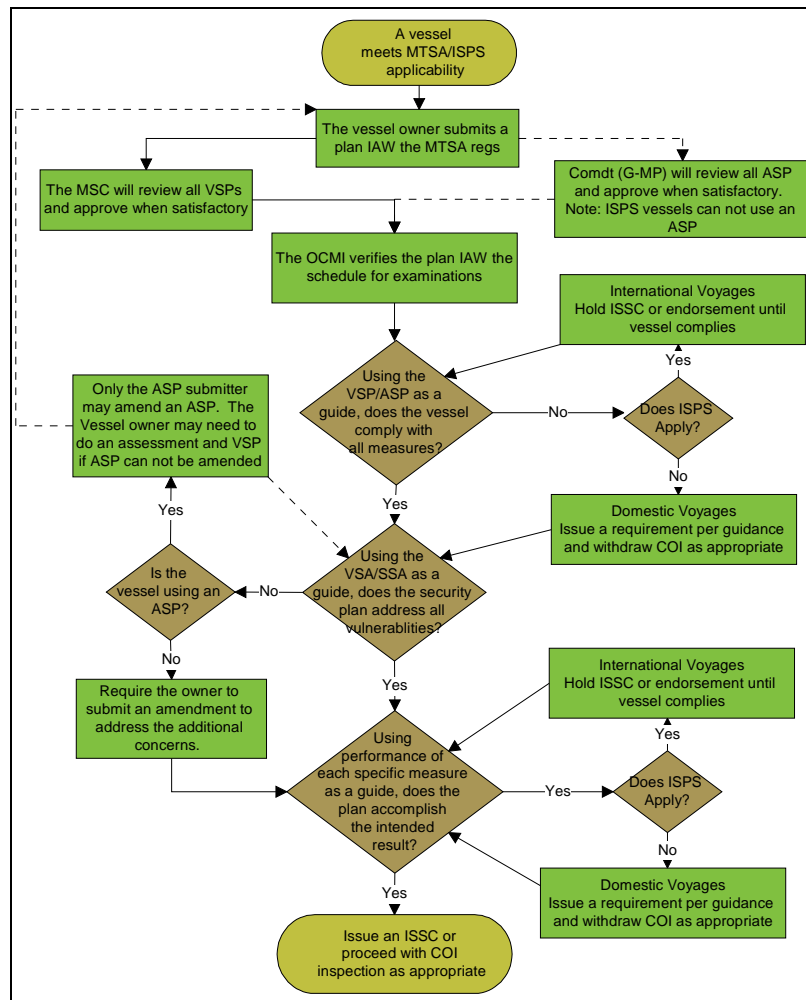 A vessel
meets MTSA/ISPS
applicability
The vessel owner submits a
plan IAW the MTSA regs
The MSC will review all VSPs
and approve when satisfactory
Comdt (G-MP) will review all ASP
and approve when satisfactory.
Note: ISPS vessels can not use an
ASP
The OCMI verifies the plan IAW the
schedule for examinations
International Voyages
Hold ISSC or endorsement until
vessel complies
Yes
Using the
VSP/ASP as a
guide, does the vessel
comply with
all measures?
No
Does ISPS
Apply?
No
Only the ASP submitter
may amend an ASP. The
Vessel owner may need to
do an assessment and VSP
if ASP can not be amended
Yes
Yes
Domestic Voyages
Issue a requirement per guidance
and withdraw COI as appropriate
Using the
VSA/SSA as a
guide, does the security
plan address all
vulnerablities?
No
Is the
vessel using an
ASP?
No
Yes
Require the owner to
submit an amendment to
address the additional
concerns.
International Voyages
Hold ISSC or endorsement until
vessel complies
Yes
Using
performance of
each specific measure
as a guide, does the
plan accomplish
the intended
result?
Yes
Does ISPS
Apply?
No
Yes
Domestic Voyages
Issue a requirement per guidance
and withdraw COI as appropriate
Issue an ISSC or
proceed with COI
inspection as appropriate